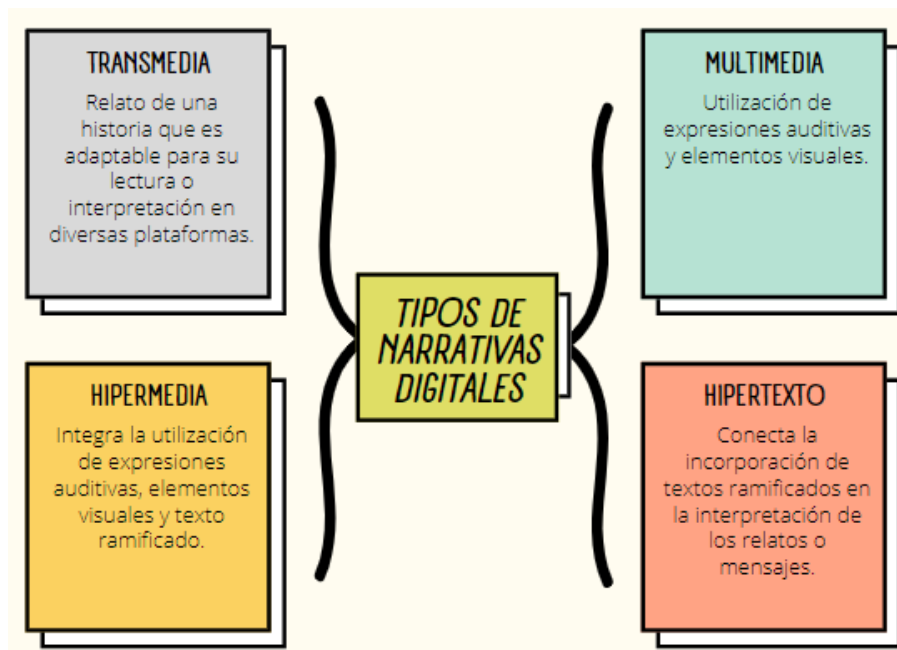 TRANSMEDIA
Relato de una
historia que es
adaptable para su
lectura o
interpretación en
diversas plataformas.
MULTIMEDIA
Utilización de
expresiones auditivas
y elementos visuales.
TIPOS DE
NARRATIVAS
DIGITALES
HIPERMEDIA
Integra la utilización
de expresiones
auditivas, elementos
visuales y texto
ramificado.
HIPERTEXTO
Conecta la
incorporación de
textos ramificados en
la interpretación de
los relatos o
mensajes.